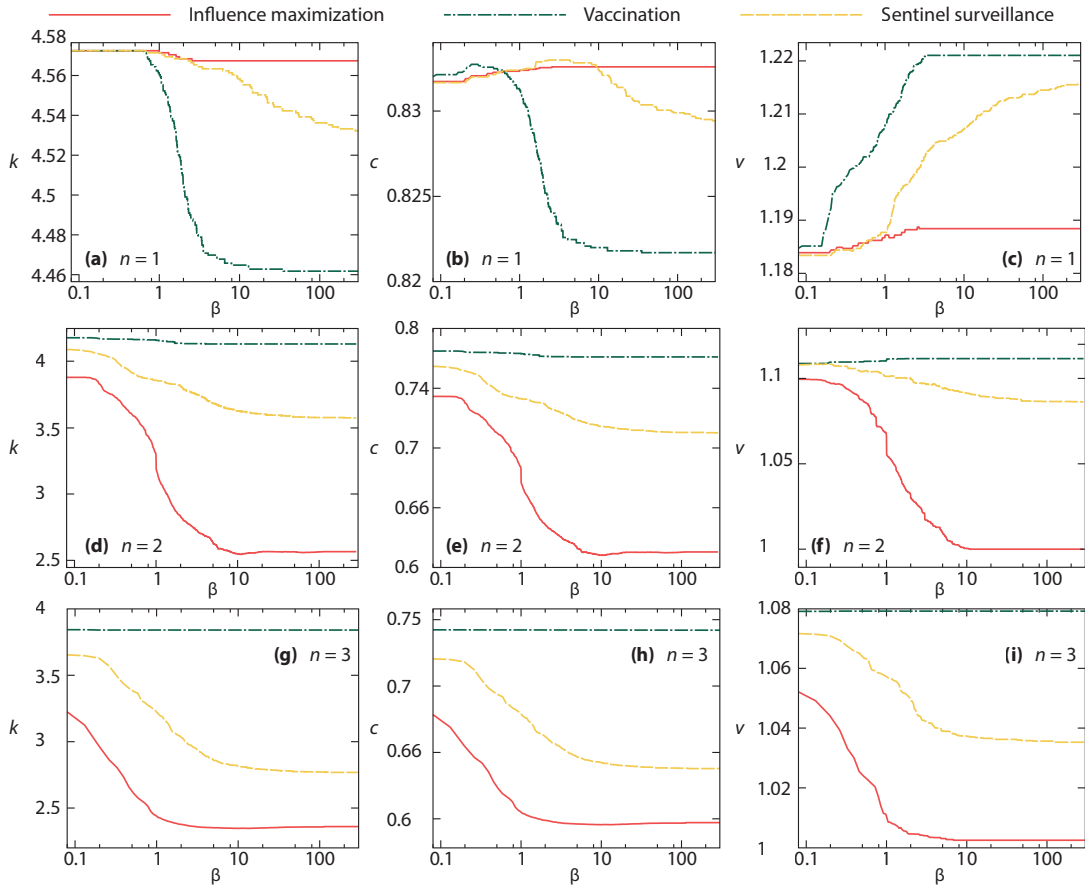 Influence maximization Vaccination Sentinel surveillance
4.58
4.56
4.54
4.52
4.5
4.48
4.46
k
(a) n = 1
0.1 1 10 100
β
0.83
0.825
0.82
c
(b) n = 1
0.1 1 10 100
β
1.22
1.21
1.2
1.19
1.18
v
(c) n = 1
0.1 1 10 100
β
4
3.5
3
2.5
k
(d) n = 2
0.1 1 10 100
β
0.8
0.74
0.7
0.66
0.6
c
(e) n = 2
0.1 1 10 100
β
1.1
1.05
1
v
(f) n = 2
0.1 1 10 100
β
4
3.5
3
2.5
k
(g) n = 3
0.1 1 10 100
β
0.75
0.7
0.66
0.6
c
(h) n = 3
0.1 1 10 100
β
1.08
1.06
1.04
1.02
1
v
(i) n = 3
0.1 1 10 100
β